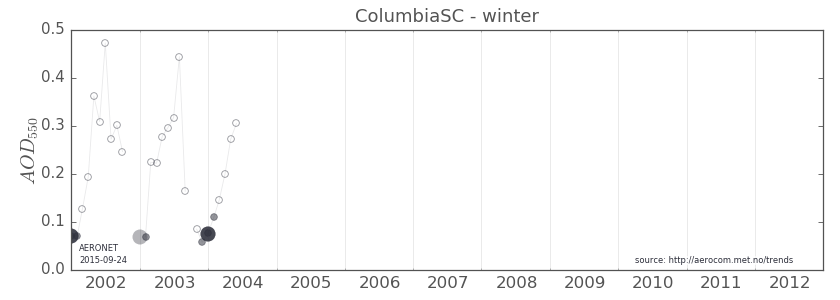 ColumbiaSC - winter
0.5
0.4
0.3
0.2
0.1
0.0
AOD550
AERONET
2015-09-24
source: http://aerocom.met.no/trends
2002 2003 2004 2005 2006 2007 2008 2009 2010 2011 2012